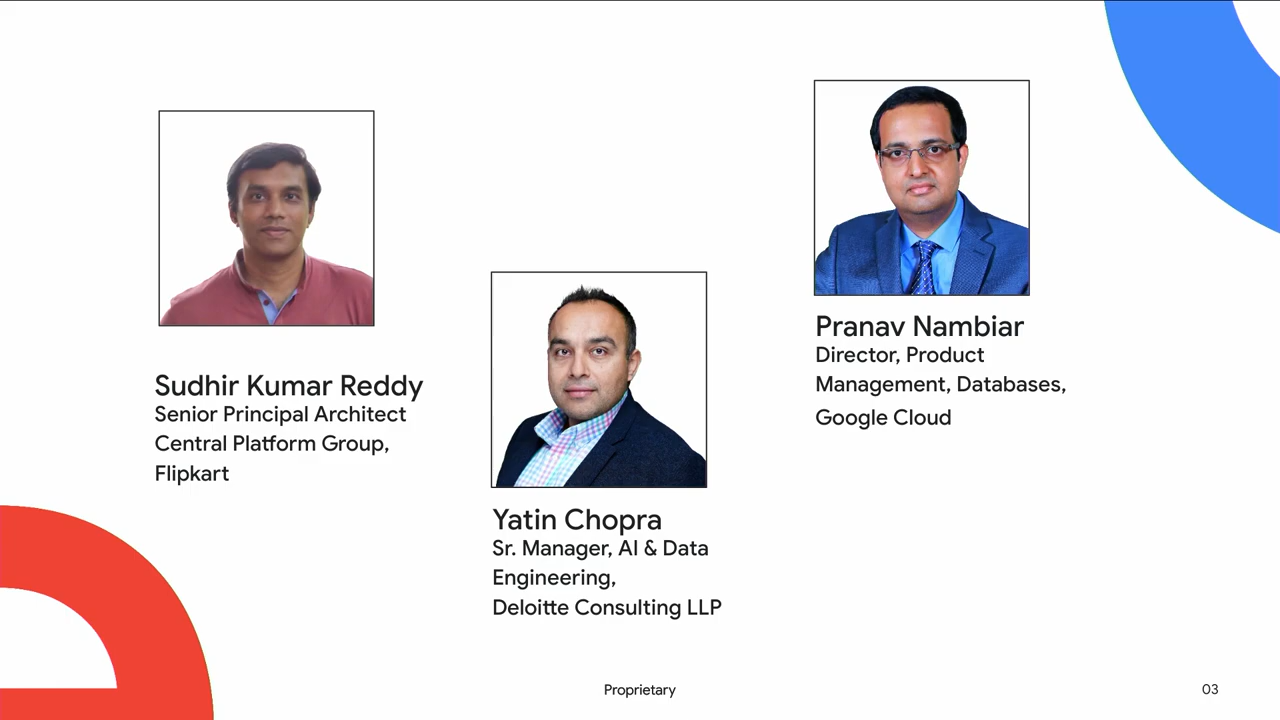 Sudhir Kumar Reddy
Senior Principal Architect
Central Platform Group,
Flipkart
Yatin Chopra
Sr. Manager, AI & Data
Engineering,
Deloitte Consulting LLP
Pranav Nambiar
Director, Product
Management, Databases,
Google Cloud
Proprietary
03